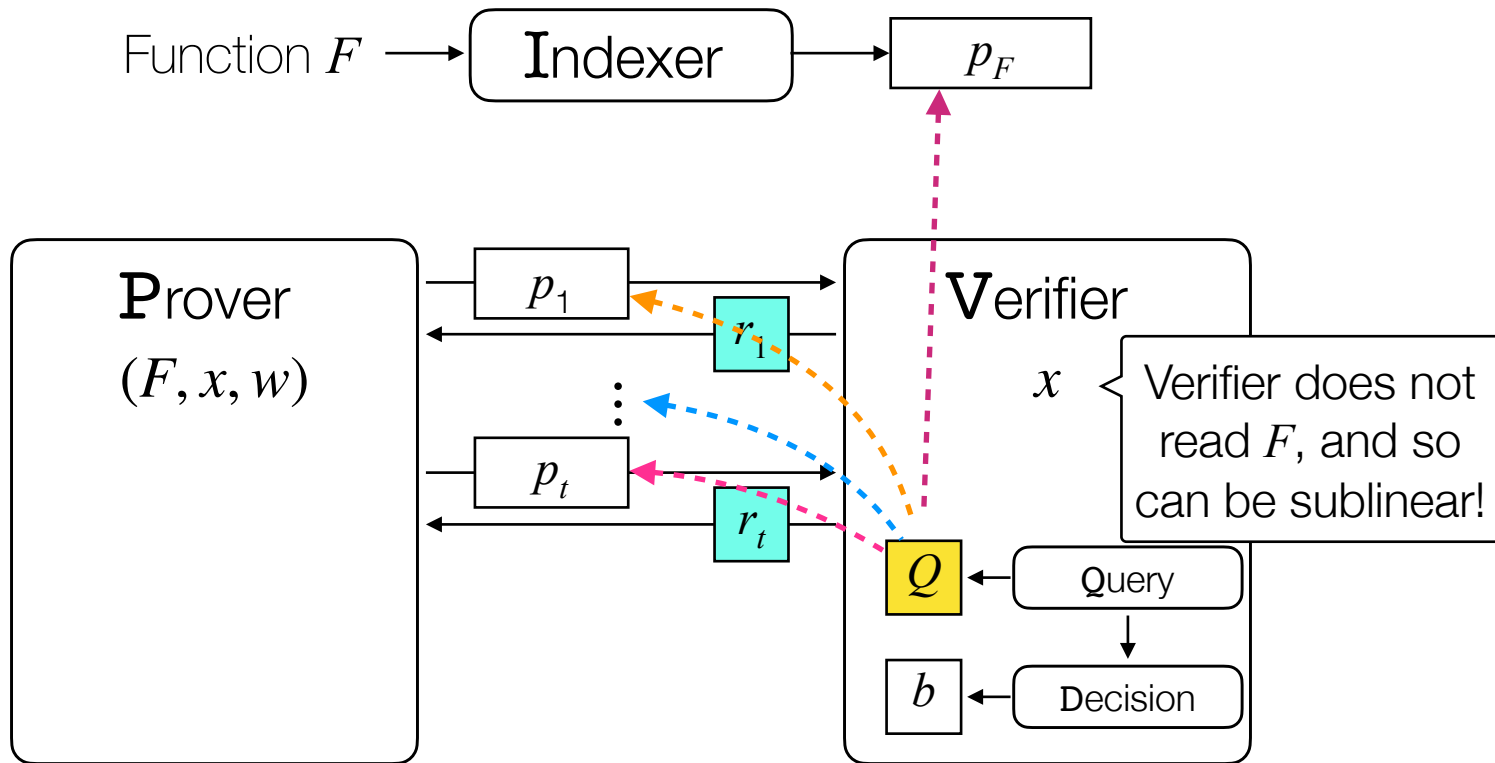 Function F
Indexer
p_F
Prover
(F, x, w)
p_1
r_1
⋮
p_t
r_t
Verifier
x
Verifier does not
read F, and so
can be sublinear!
Q
Query
b
Decision